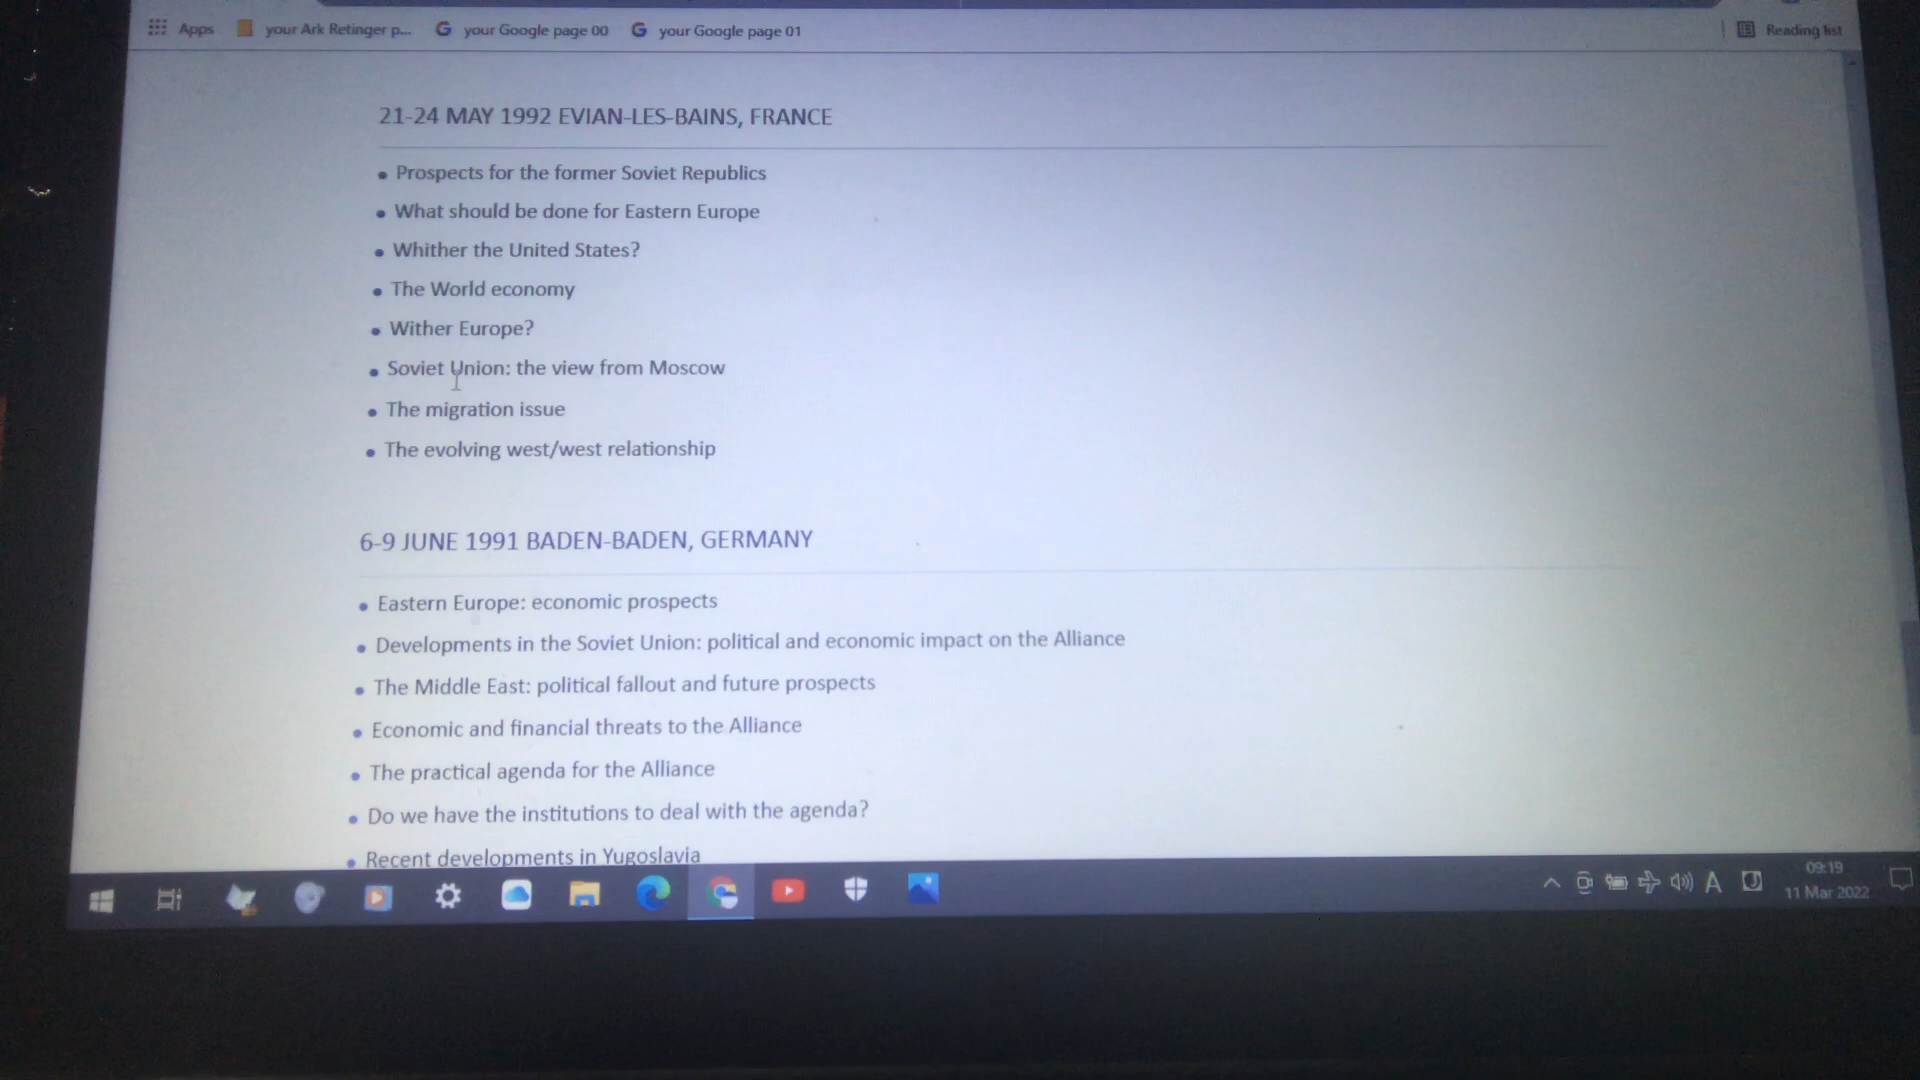 Apps your Ark Retinger p... your Google page 00 your Google page 01 Reading list
21-24 MAY 1992 EVIAN-LES-BAINS, FRANCE
• Prospects for the former Soviet Republics
• What should be done for Eastern Europe
• Whither the United States?
• The World economy
• Wither Europe?
• Soviet Union: the view from Moscow
• The migration issue
• The evolving west/west relationship
6-9 JUNE 1991 BADEN-BADEN, GERMANY
• Eastern Europe: economic prospects
• Developments in the Soviet Union: political and economic impact on the Alliance
• The Middle East: political fallout and future prospects
• Economic and financial threats to the Alliance
• The practical agenda for the Alliance
• Do we have the institutions to deal with the agenda?
• Recent developments in Yugoslavia
A
09:19
11 Mar 2022